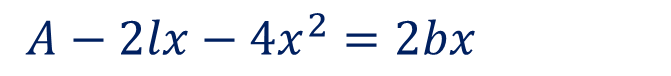 A − 2lx − 4x² = 2bx